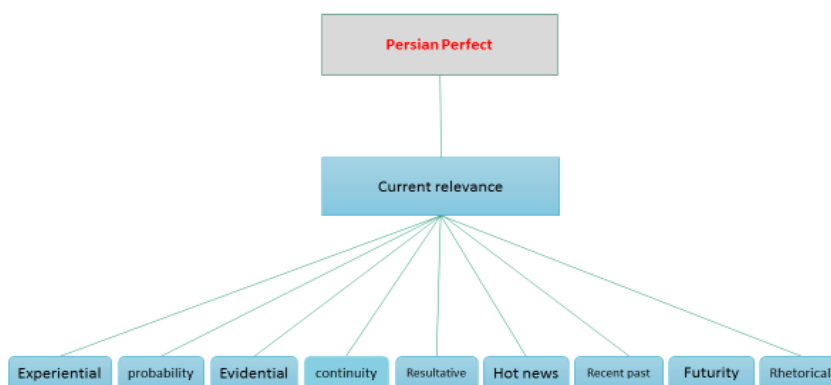 Persian Perfect
Current relevance
Experiential
probability
Evidential
continuity
Resultative
Hot news
Recent past
Futurity
Rhetorical